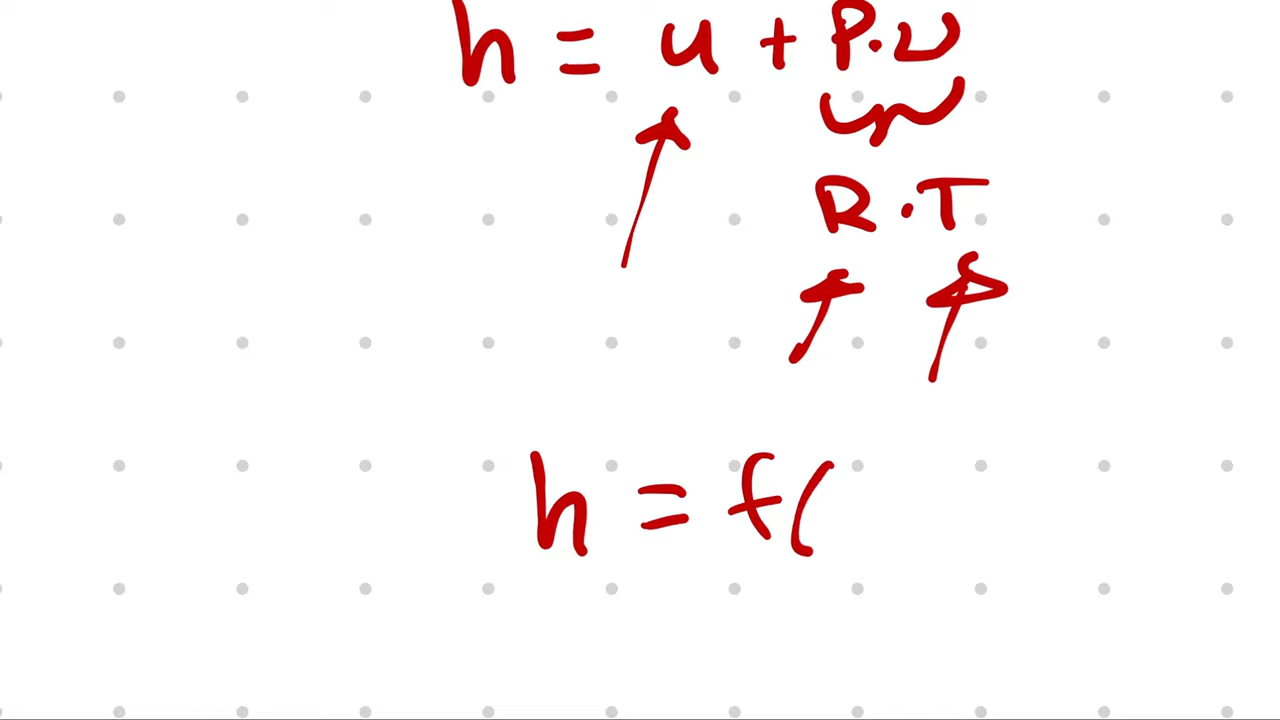 h = u + P.v
R.T
h = f(